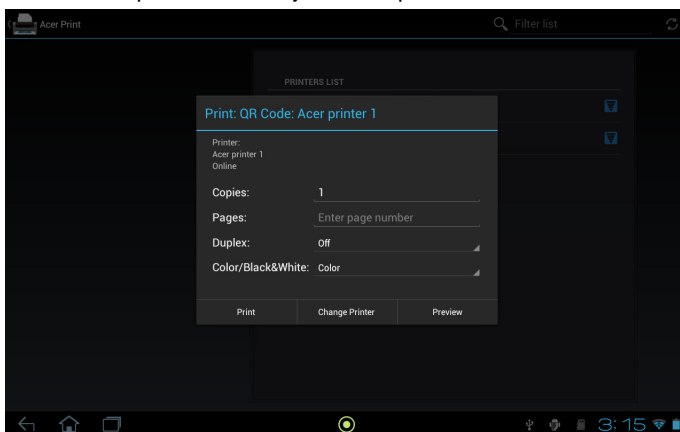 Acer Print
Filter list
PRINTERS LIST
Print: QR Code: Acer printer 1
Printer:
Acer printer 1
Online
Copies: 1
Pages: Enter page number
Duplex: Off
Color/Black&White: Color
Print Change Printer Preview
3:15